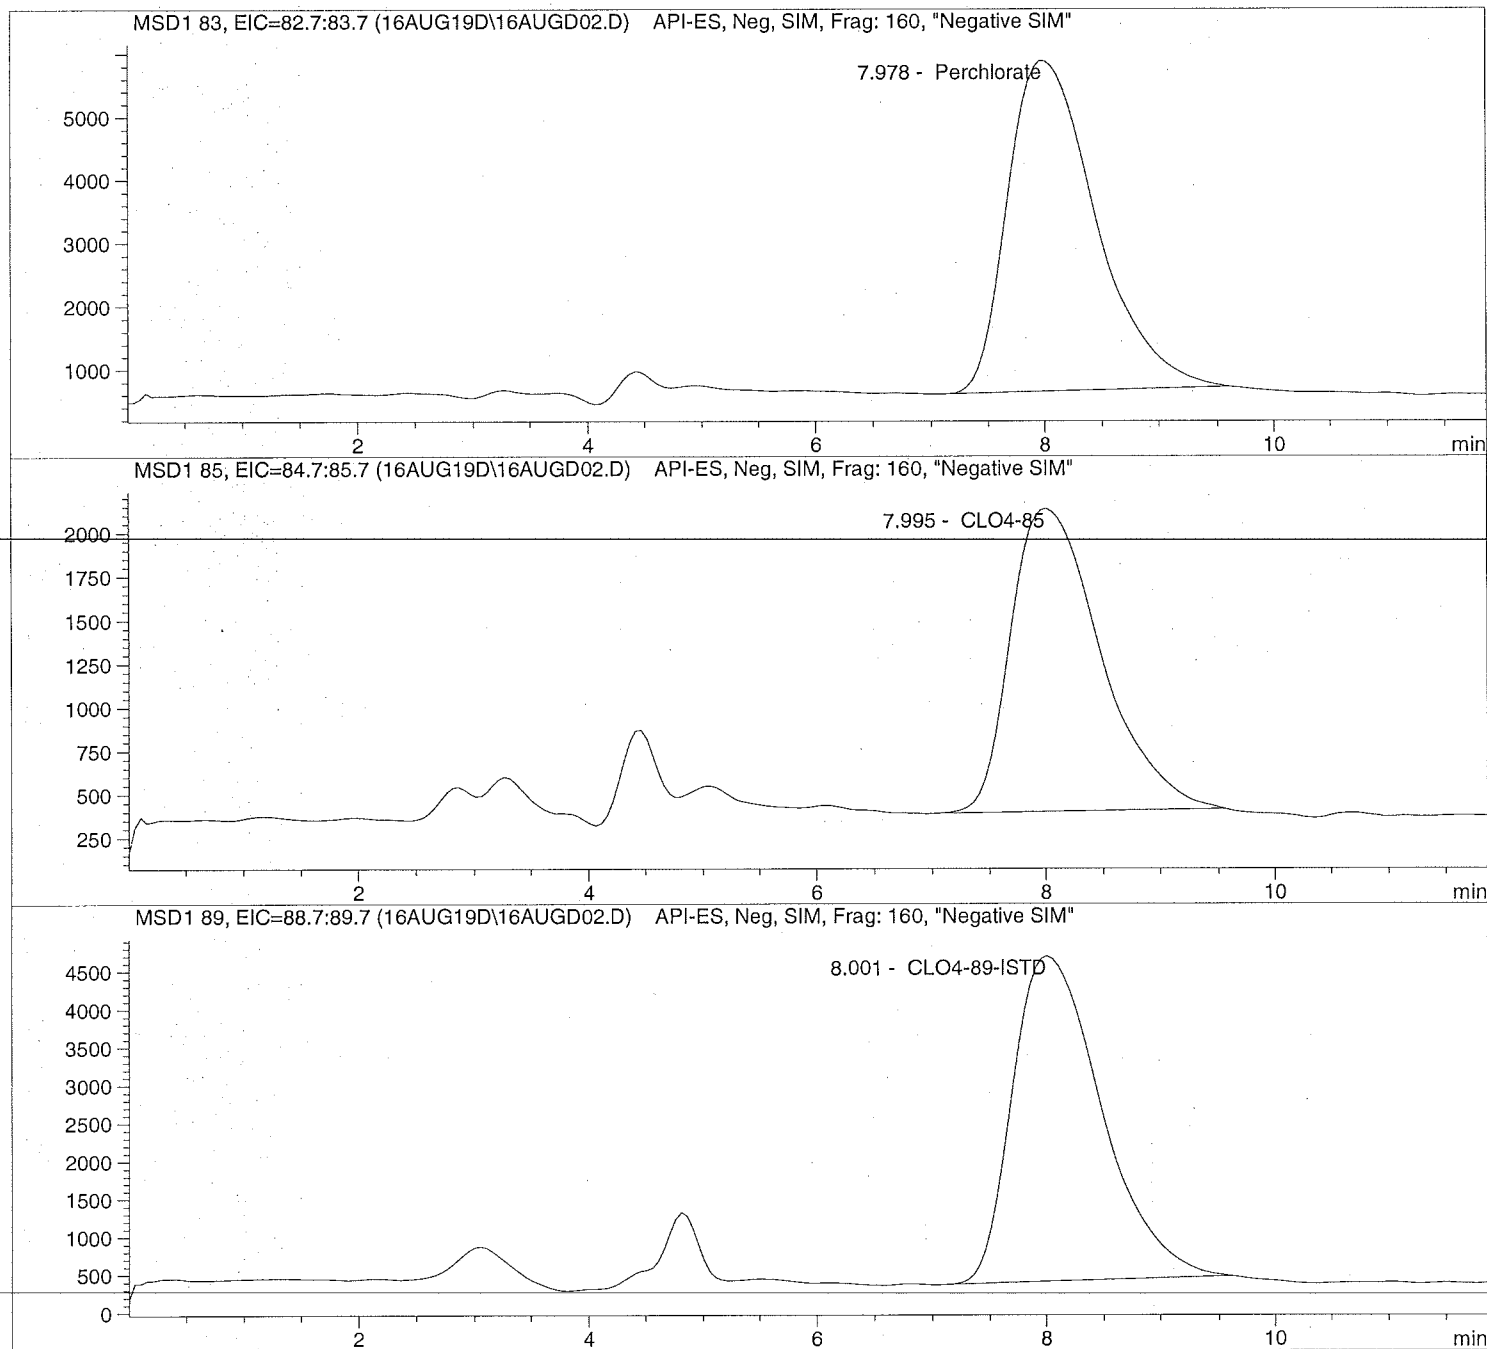 MSD1 83, EIC=82.7:83.7 (16AUG19D\16AUGD02.D) API-ES, Neg, SIM, Frag: 160, "Negative SIM"
7.978 - Perchlorate
5000
4000
3000
2000
1000
2 4 6 8 10 min
MSD1 85, EIC=84.7:85.7 (16AUG19D\16AUGD02.D) API-ES, Neg, SIM, Frag: 160, "Negative SIM"
7.995 - CLO4-85
2000
1750
1500
1250
1000
750
500
250
2 4 6 8 10 min
MSD1 89, EIC=88.7:89.7 (16AUG19D\16AUGD02.D) API-ES, Neg, SIM, Frag: 160, "Negative SIM"
8.001 - CLO4-89-ISTD
4500
4000
3500
3000
2500
2000
1500
1000
500
0
2 4 6 8 10 min